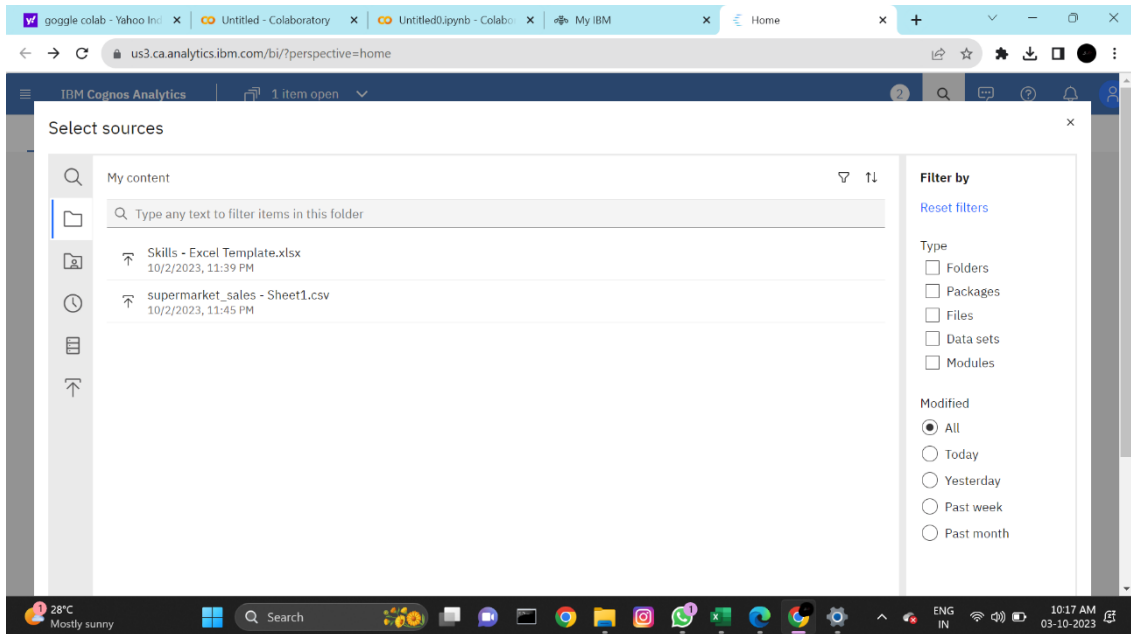 goggle colab - Yahoo Ind
Untitled - Colaboratory
Untitled0.ipynb - Colabo
My IBM
Home
us3.ca.analytics.ibm.com/bi/?perspective=home
IBM Cognos Analytics
1 item open
2
Select sources
My content
Type any text to filter items in this folder
Skills - Excel Template.xlsx
10/2/2023, 11:39 PM
supermarket_sales - Sheet1.csv
10/2/2023, 11:45 PM
Filter by
Reset filters
Type
Folders
Packages
Files
Data sets
Modules
Modified
All
Today
Yesterday
Past week
Past month
1
28°C
Mostly sunny
Search
1
ENG
IN
10:17 AM
03-10-2023